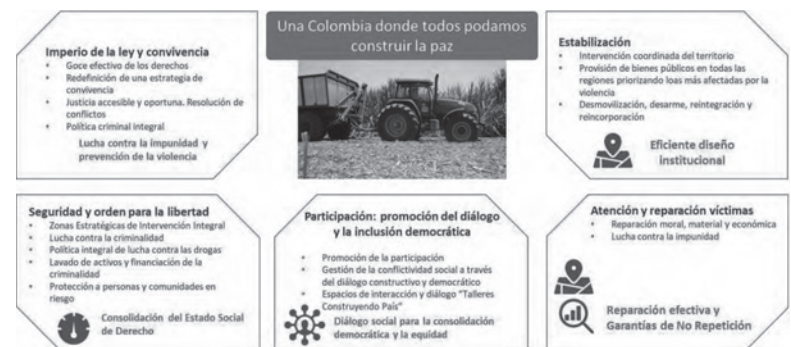 Una Colombia donde todos podamos
construir la paz
Imperio de la ley y convivencia
• Goce efectivo de los derechos
• Redefinición de una estrategia de
convivencia
• Justicia accesible y oportuna. Resolución de
conflictos
• Política criminal integral
Lucha contra la impunidad y
prevención de la violencia
Estabilización
• Intervención coordinada del territorio
• Provisión de bienes públicos en todas las
regiones priorizando loas más afectadas por la
violencia
• Desmovilización, desarme, reintegración y
reincorporación
Eficiente diseño
institucional
Seguridad y orden para la libertad
• Zonas Estratégicas de Intervención Integral
• Lucha contra la criminalidad
• Política integral de lucha contra las drogas
• Lavado de activos y financiación de la
criminalidad
• Protección a personas y comunidades en
riesgo
Consolidación del Estado Social
de Derecho
Participación: promoción del diálogo
y la inclusión democrática
• Promoción de la participación
• Gestión de la conflictividad social a través
del diálogo constructivo y democrático
• Espacios de interacción y diálogo "Talleres
Construyendo País"
Diálogo social para la consolidación
democrática y la equidad
Atención y reparación víctimas
• Reparación moral, material y económica
• Lucha contra la impunidad
Reparación efectiva y
Garantías de No Repetición